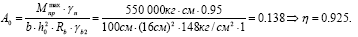 A₀ = (M_пр^max · γ_n) / (b · h₀² · R_b · γ_b2) = (550 000кг · см · 0.95) / (100см · (16см)² · 148кг/см² · 1) = 0.138 ⇒ η = 0.925.